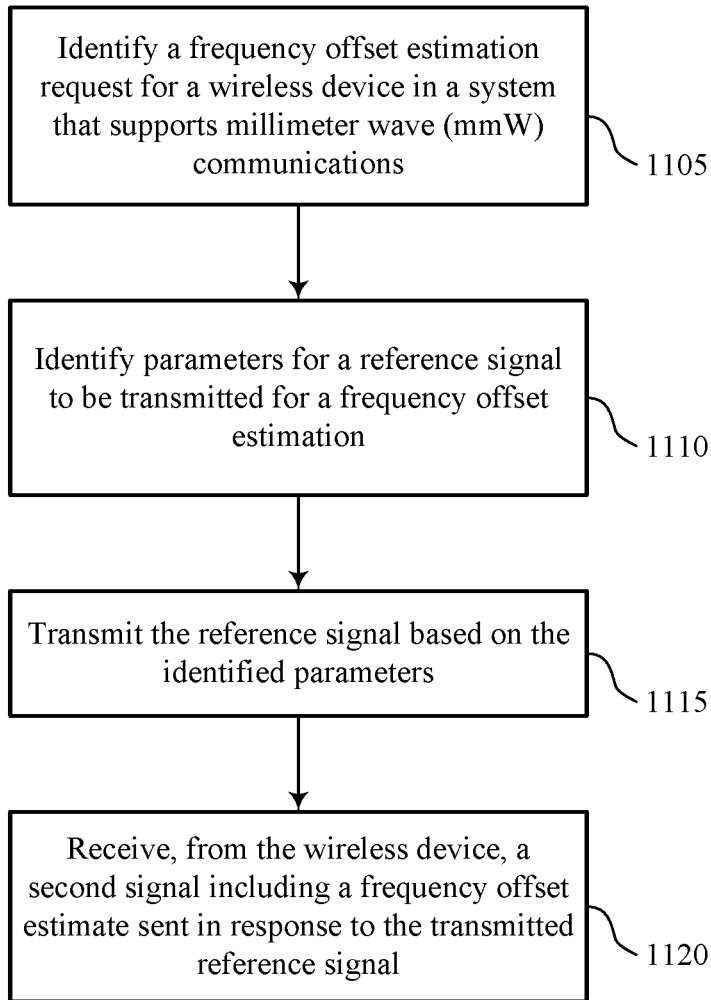 Identify a frequency offset estimation
request for a wireless device in a system
that supports millimeter wave (mmW)
communications
1105
Identify parameters for a reference signal
to be transmitted for a frequency offset
estimation
1110
Transmit the reference signal based on the
identified parameters
1115
Receive, from the wireless device, a
second signal including a frequency offset
estimate sent in response to the transmitted
reference signal
1120